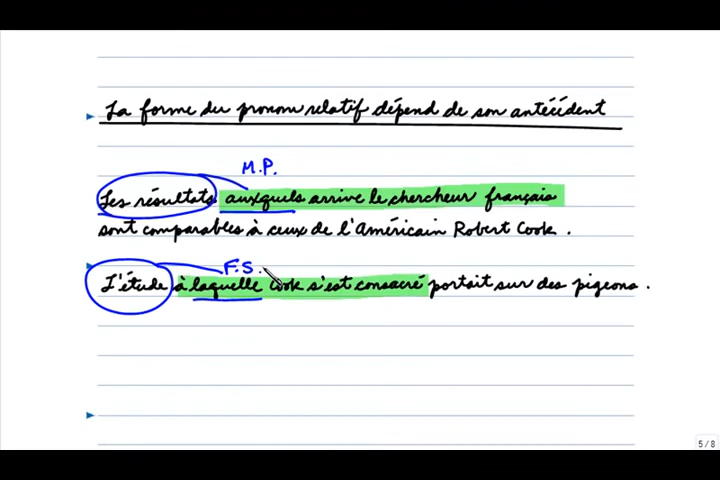 La forme du pronom relatif dépend de son antécédent
M.P.
Les résultats auxquels arrive le chercheur français
sont comparables à ceux de l'Américain Robert Cook.
F.S.
L'étude à laquelle Cook s'est consacré portait sur des pigeons.
5/8